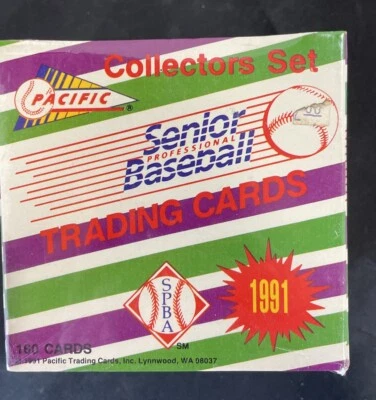 Collectors Set
PACIFIC ®
Senior
PROFESSIONAL
Baseball
TRADING CARDS
SPBA
SM
1991
160 CARDS
© 1991 Pacific Trading Cards, Inc. Lynnwood, WA 98037